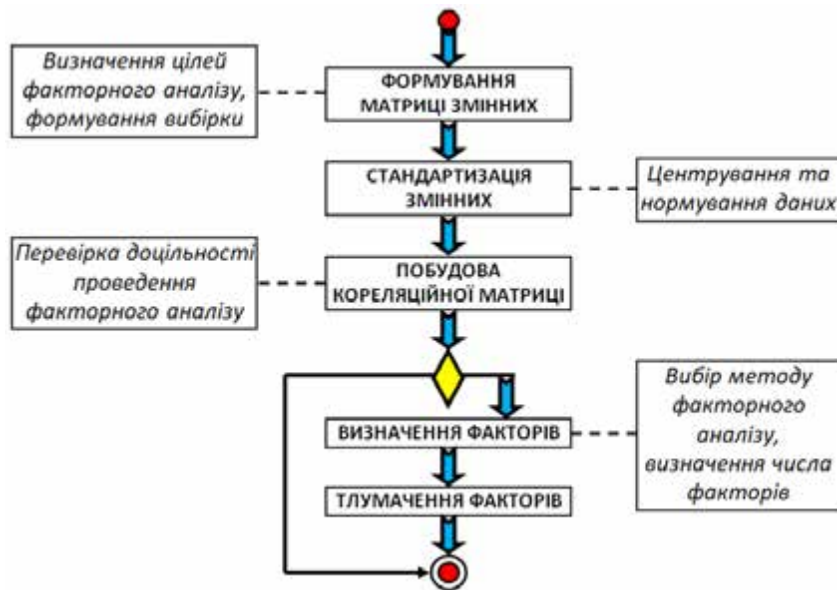 Визначення цілей
факторного аналізу,
формування вибірки
ФОРМУВАННЯ
МАТРИЦІ ЗМІННИХ
СТАНДАРТИЗАЦІЯ
ЗМІННИХ
Центрування та
нормування даних
Перевірка доцільності
проведення
факторного аналізу
ПОБУДОВА
КОРЕЛЯЦІЙНОЇ МАТРИЦІ
ВИЗНАЧЕННЯ ФАКТОРІВ
Вибір методу
факторного
аналізу,
визначення числа
факторів
ТЛУМАЧЕННЯ ФАКТОРІВ